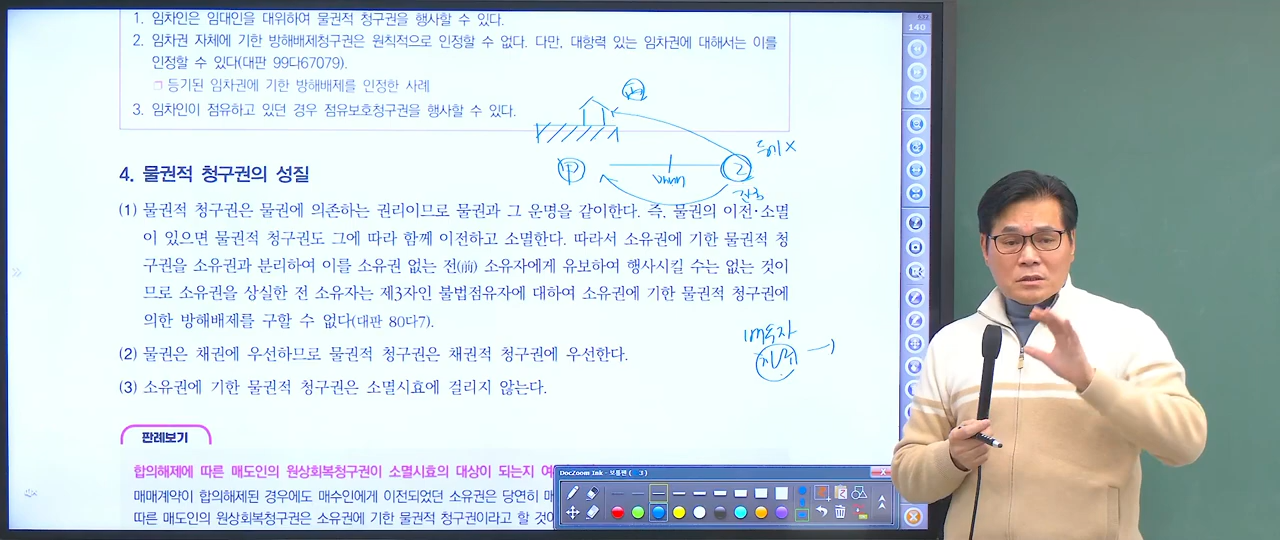 1. 임차인은 임대인을 대위하여 물권적 청구권을 행사할 수 있다.
2. 임차권 자체에 기한 방해배제청구권은 원칙적으로 인정할 수 없다. 다만, 대항력 있는 임차권에 대해서는 이를
인정할 수 있다(대판 99다67079).
❐ 등기된 임차권에 기한 방해배제를 인정한 사례
3. 임차인이 점유하고 있던 경우 점유보호청구권을 행사할 수 있다.
4. 물권적 청구권의 성질
(1) 물권적 청구권은 물권에 의존하는 권리이므로 물권과 그 운명을 같이한다. 즉, 물권의 이전·소멸
이 있으면 물권적 청구권도 그에 따라 함께 이전하고 소멸한다. 따라서 소유권에 기한 물권적 청
구권을 소유권과 분리하여 이를 소유권 없는 전(前) 소유자에게 유보하여 행사시킬 수는 없는 것이
므로 소유권을 상실한 전 소유자는 제3자인 불법점유자에 대하여 소유권에 기한 물권적 청구권에
의한 방해배제를 구할 수 없다(대판 80다7).
매수자
(2) 물권은 채권에 우선하므로 물권적 청구권은 채권적 청구권에 우선한다.
(3) 소유권에 기한 물권적 청구권은 소멸시효에 걸리지 않는다.
판례보기
합의해제에 따른 매도인의 원상회복청구권이 소멸시효의 대상이 되는지 여
매매계약이 합의해제된 경우에도 매수인에게 이전되었던 소유권은 당연히 매
따른 매도인의 원상회복청구권은 소유권에 기한 물권적 청구권이라고 할 것이
DocZoom Ink - 보통펜 ( 3 )
140